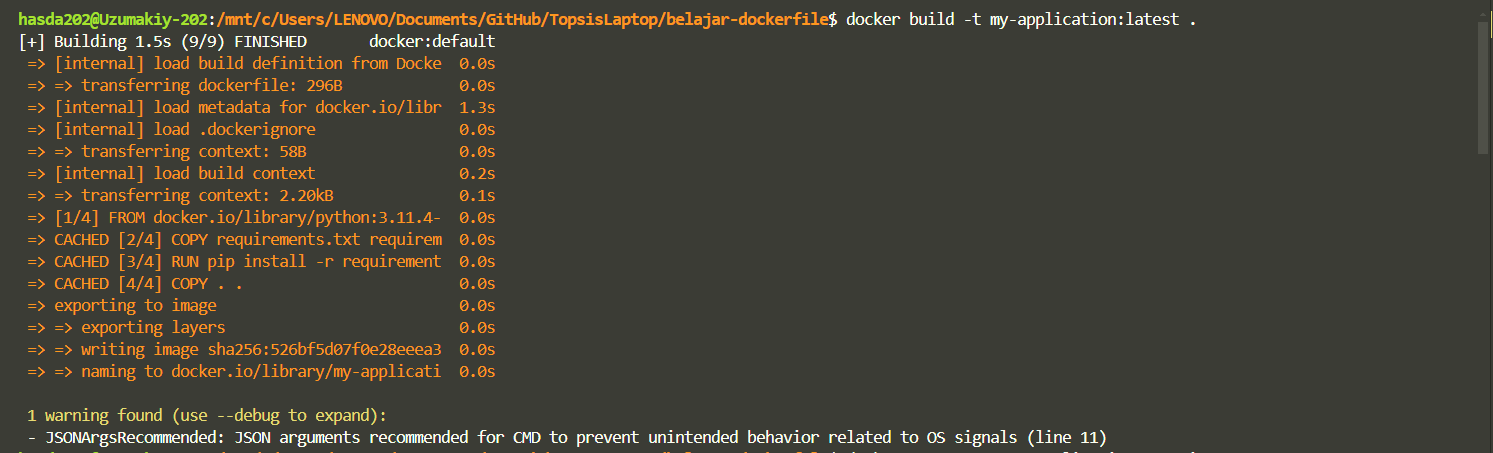 hasda202@Uzumakiy-202:/mnt/c/Users/LENOVO/Documents/GitHub/TopsisLaptop/belajar-dockerfile$ docker build -t my-application:latest .
[+] Building 1.5s (9/9) FINISHED docker:default
=> [internal] load build definition from Docke 0.0s
=> => transferring dockerfile: 296B 0.0s
=> [internal] load metadata for docker.io/libr 1.3s
=> [internal] load .dockerignore 0.0s
=> => transferring context: 58B 0.0s
=> [internal] load build context 0.2s
=> => transferring context: 2.20kB 0.1s
=> [1/4] FROM docker.io/library/python:3.11.4- 0.0s
=> CACHED [2/4] COPY requirements.txt requirem 0.0s
=> CACHED [3/4] RUN pip install -r requirement 0.0s
=> CACHED [4/4] COPY . . 0.0s
=> exporting to image 0.0s
=> => exporting layers 0.0s
=> => writing image sha256:526bf5d07f0e28eeea3 0.0s
=> => naming to docker.io/library/my-applicati 0.0s
1 warning found (use --debug to expand):
- JSONArgsRecommended: JSON arguments recommended for CMD to prevent unintended behavior related to OS signals (line 11)